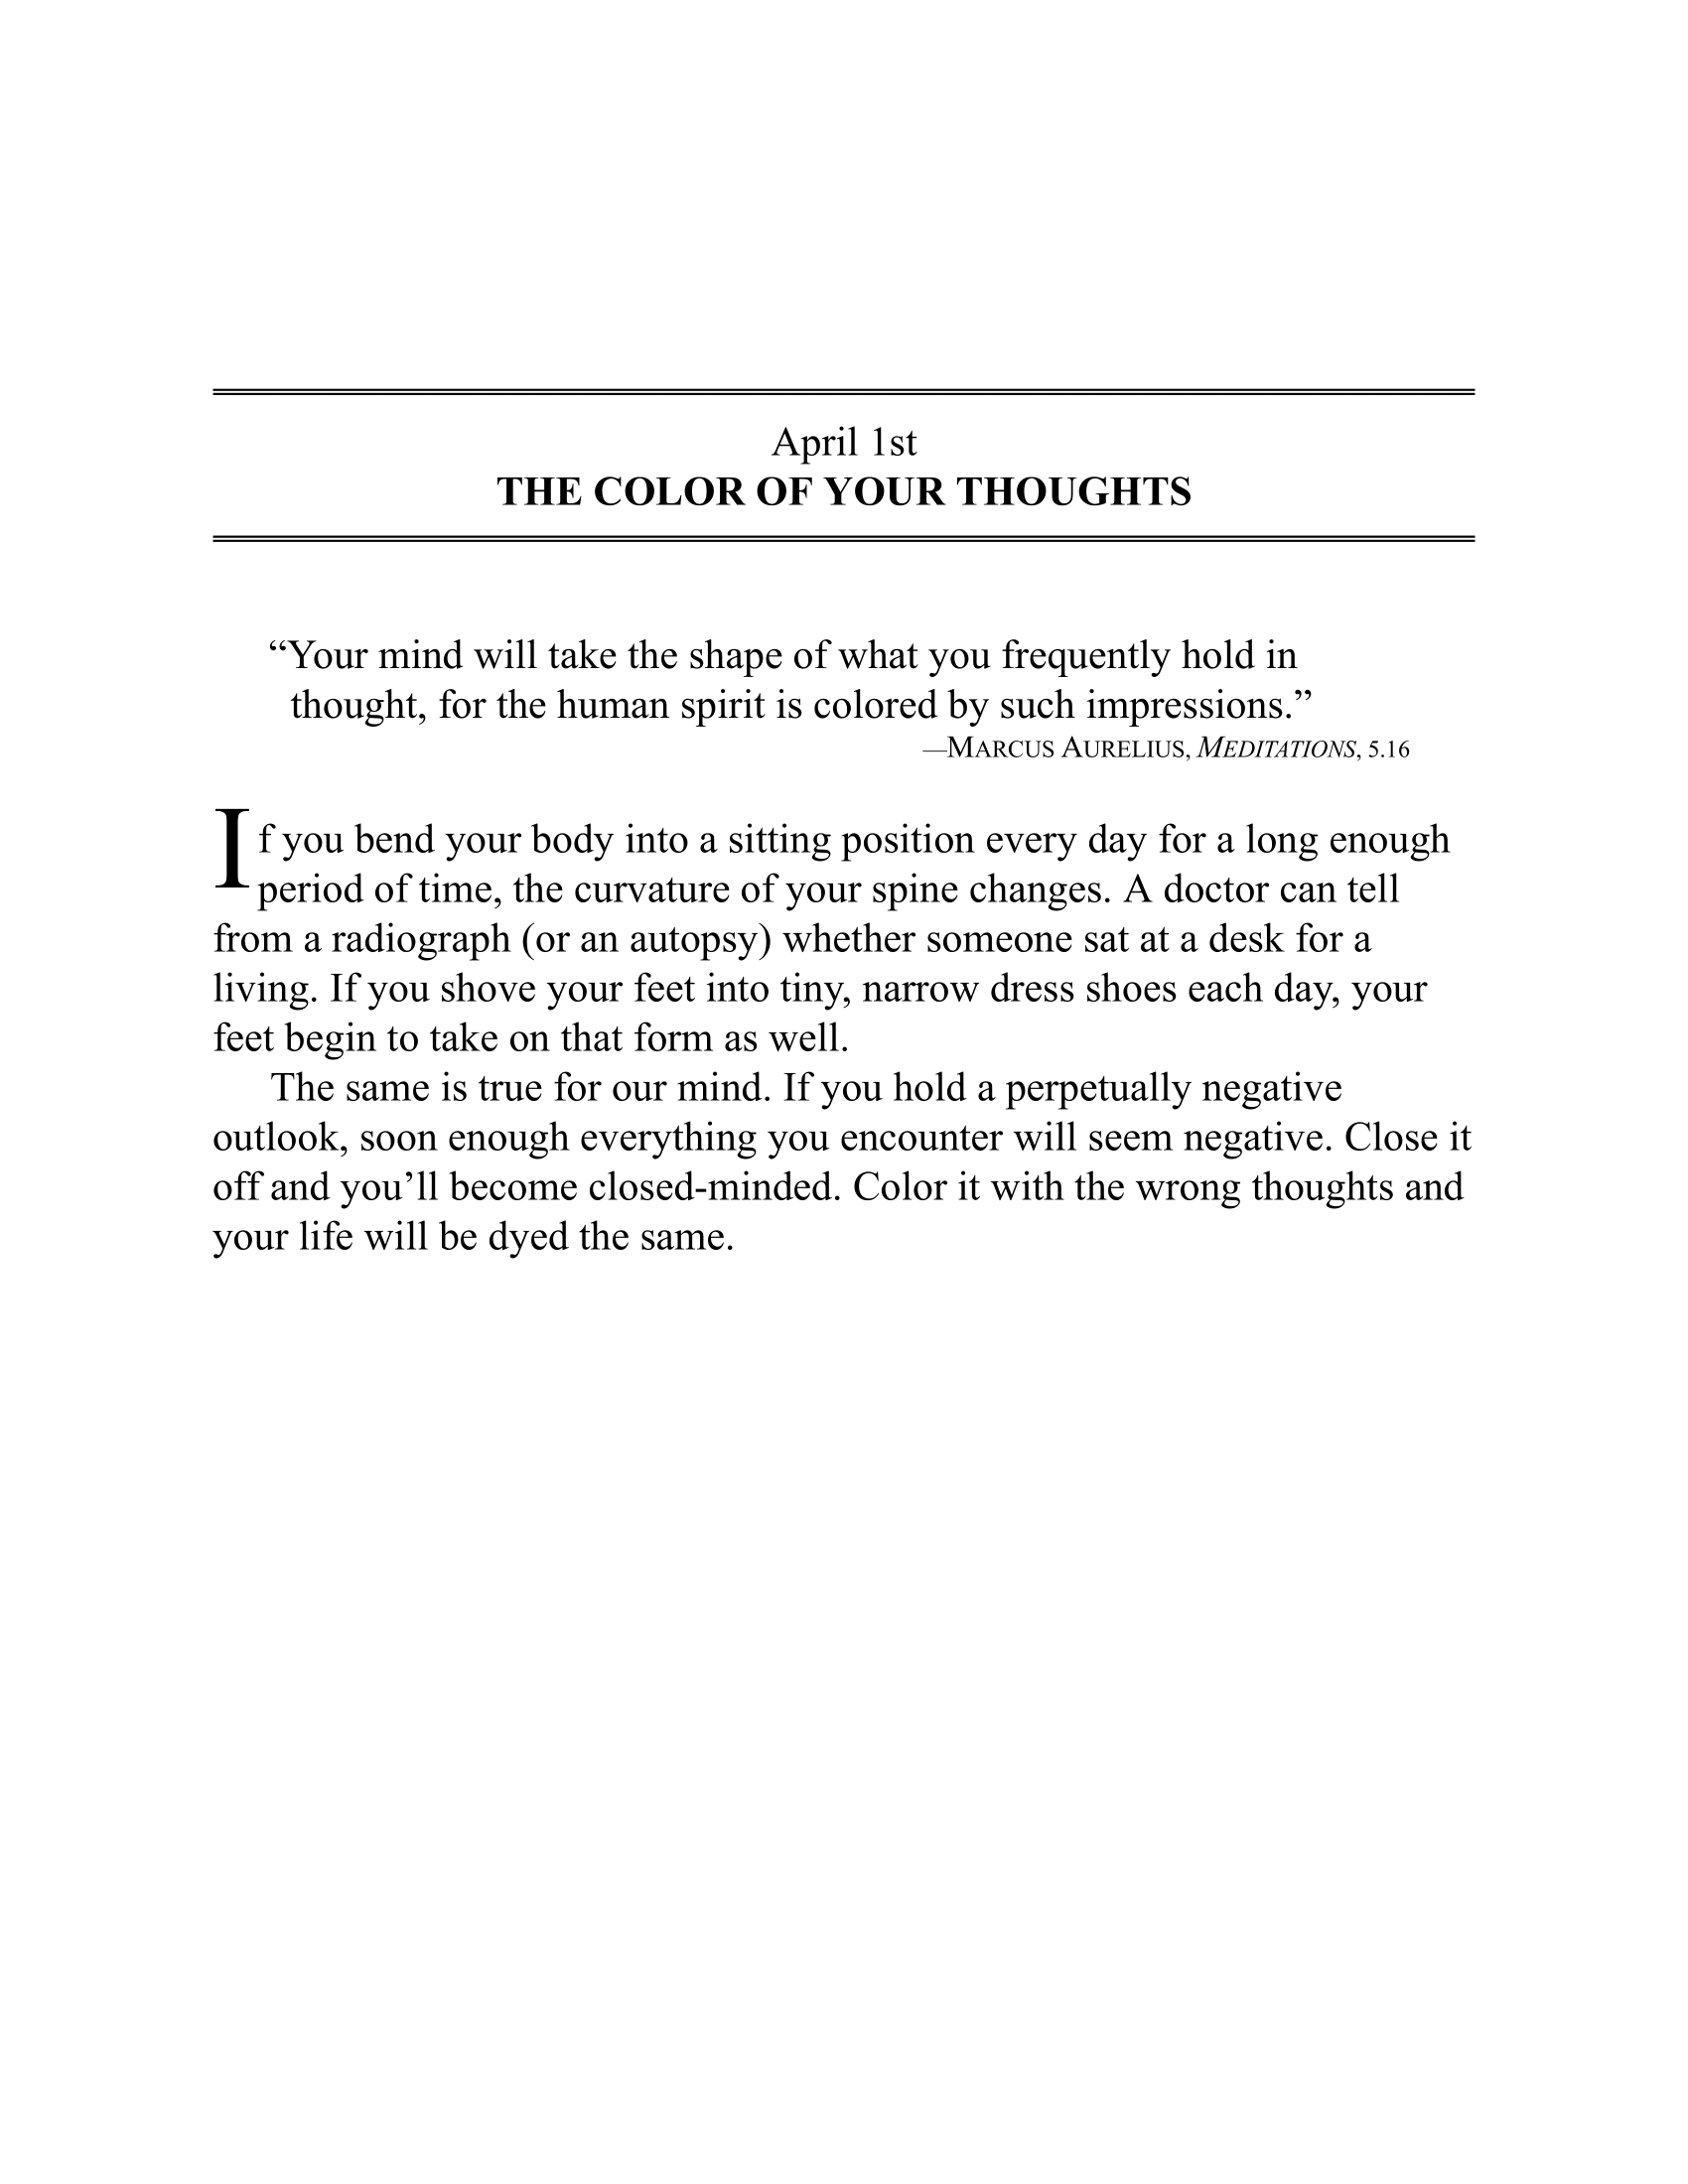 April 1st
THE COLOR OF YOUR THOUGHTS
“Your mind will take the shape of what you frequently hold in
thought, for the human spirit is colored by such impressions.”
—MARCUS AURELIUS, MEDITATIONS, 5.16
If you bend your body into a sitting position every day for a long enough
period of time, the curvature of your spine changes. A doctor can tell
from a radiograph (or an autopsy) whether someone sat at a desk for a
living. If you shove your feet into tiny, narrow dress shoes each day, your
feet begin to take on that form as well.
The same is true for our mind. If you hold a perpetually negative
outlook, soon enough everything you encounter will seem negative. Close it
off and you’ll become closed-minded. Color it with the wrong thoughts and
your life will be dyed the same.